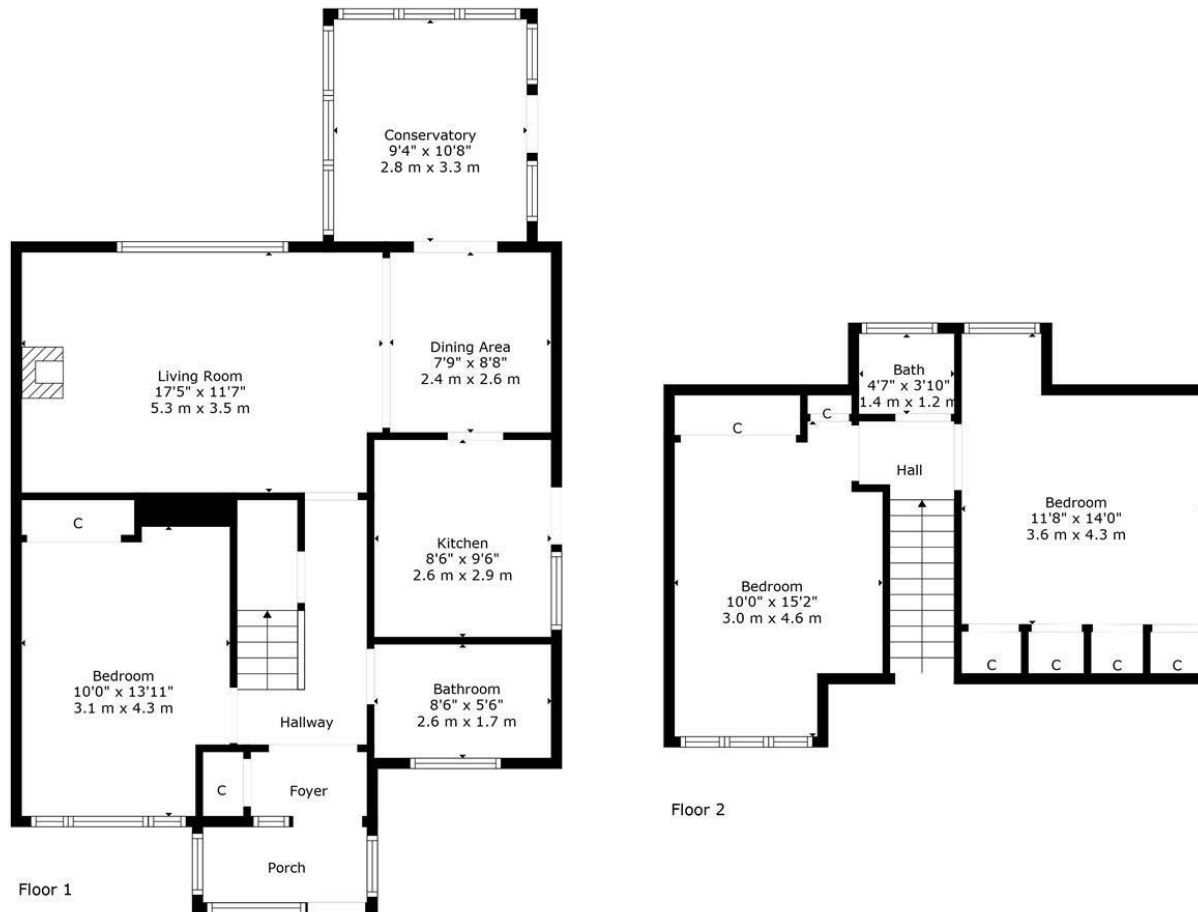 Conservatory
9'4" x 10'8"
2.8 m x 3.3 m
Living Room
17'5" x 11'7"
5.3 m x 3.5 m
Dining Area
7'9" x 8'8"
2.4 m x 2.6 m
C
Kitchen
8'6" x 9'6"
2.6 m x 2.9 m
Bedroom
10'0" x 13'11"
3.1 m x 4.3 m
Bathroom
8'6" x 5'6"
2.6 m x 1.7 m
Hallway
C
Foyer
Porch
Floor 1
Bath
4'7" x 3'10"
1.4 m x 1.2 m
C
C
Hall
Bedroom
11'8" x 14'0"
3.6 m x 4.3 m
Bedroom
10'0" x 15'2"
3.0 m x 4.6 m
C
C
C
C
Floor 2